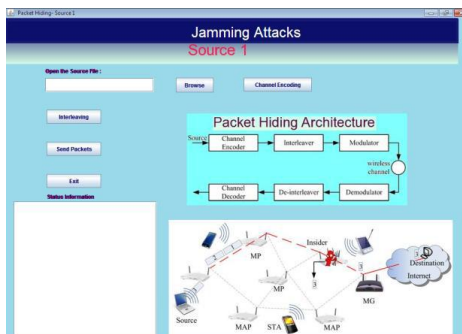 Packet Hiding- Source 1
Jamming Attacks
Source 1
Open the Source File :
Browse
Channel Encoding
Interleaving
Send Packets
Exit
Status Information
Packet Hiding Architecture
Source
Channel
Encoder
Interleaver
Modulator
wireless
channel
Channel
Decoder
De-interleaver
Demodulator
Insider
MP
MP
3
3
Destination
Internet
MG
Source
MAP
STA
MAP